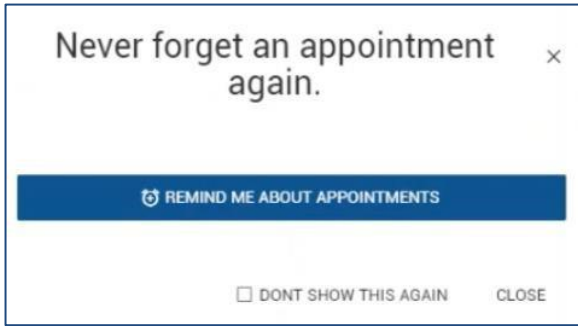 Never forget an appointment
again.
REMIND ME ABOUT APPOINTMENTS
DONT SHOW THIS AGAIN CLOSE